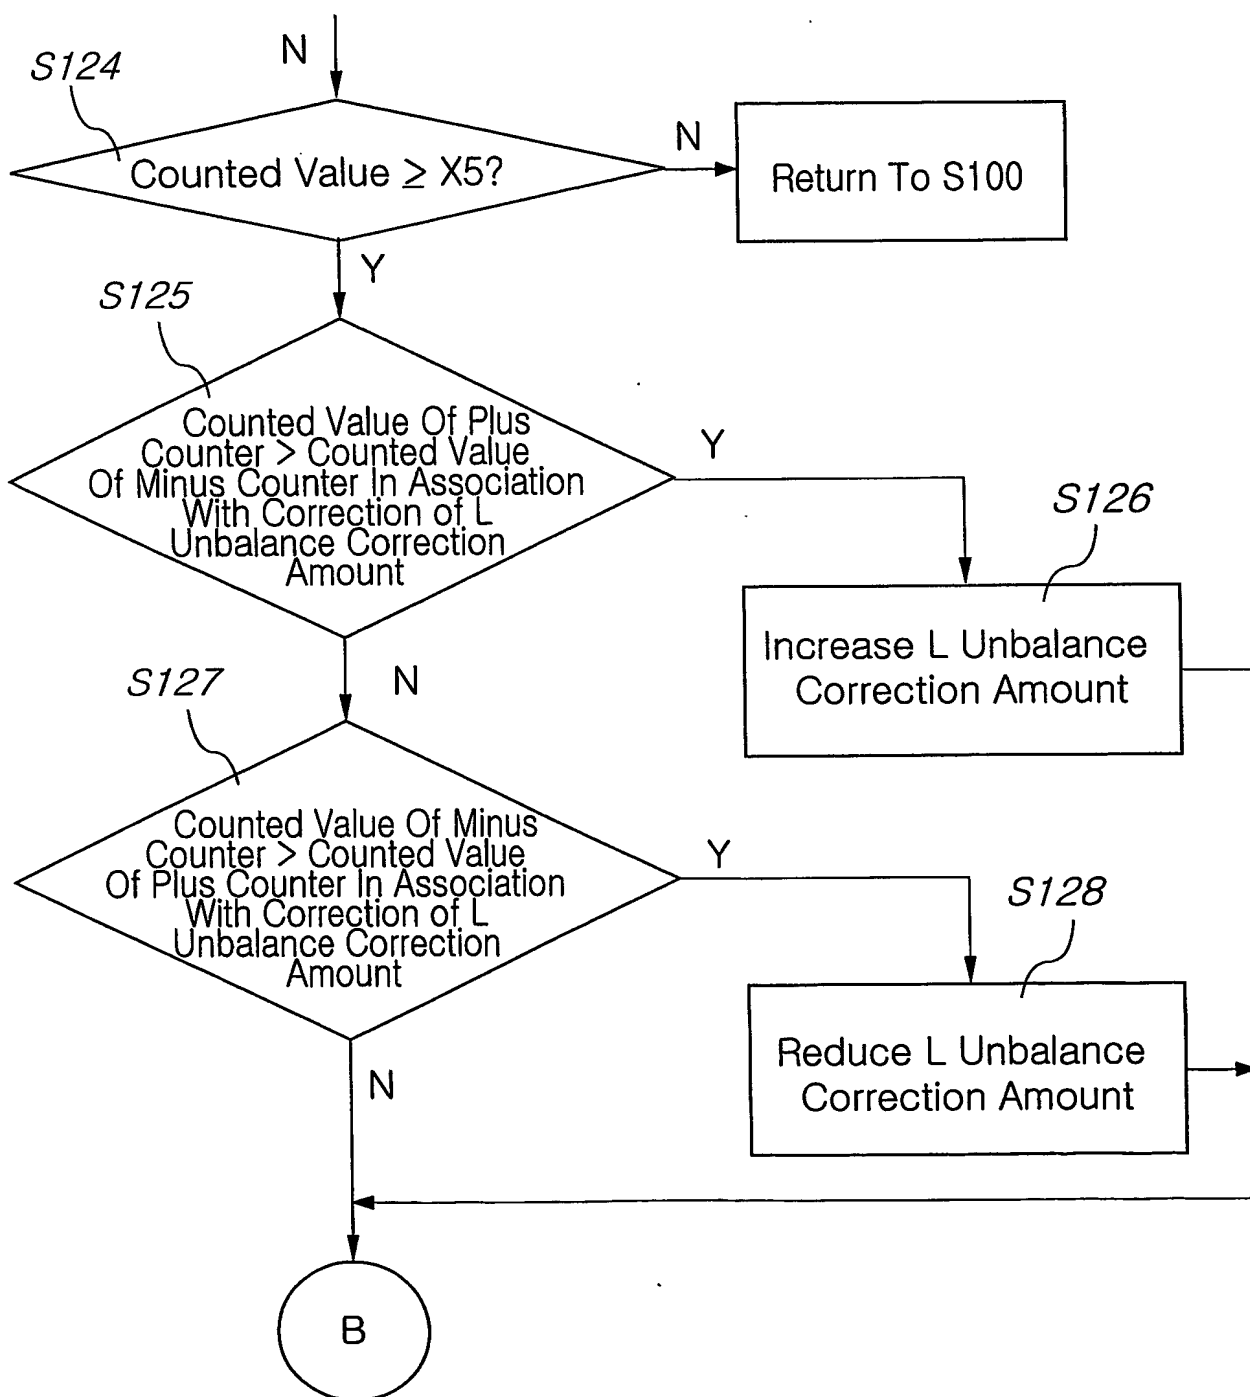 N
S124
Counted Value ≥ X5?
N
Return To S100
Y
S125
Counted Value Of Plus
Counter > Counted Value
Of Minus Counter In Association
With Correction of L
Unbalance Correction
Amount
Y
S126
Increase L Unbalance
Correction Amount
N
S127
Counted Value Of Minus
Counter > Counted Value
Of Plus Counter In Association
With Correction of L
Unbalance Correction
Amount
Y
S128
Reduce L Unbalance
Correction Amount
N
B